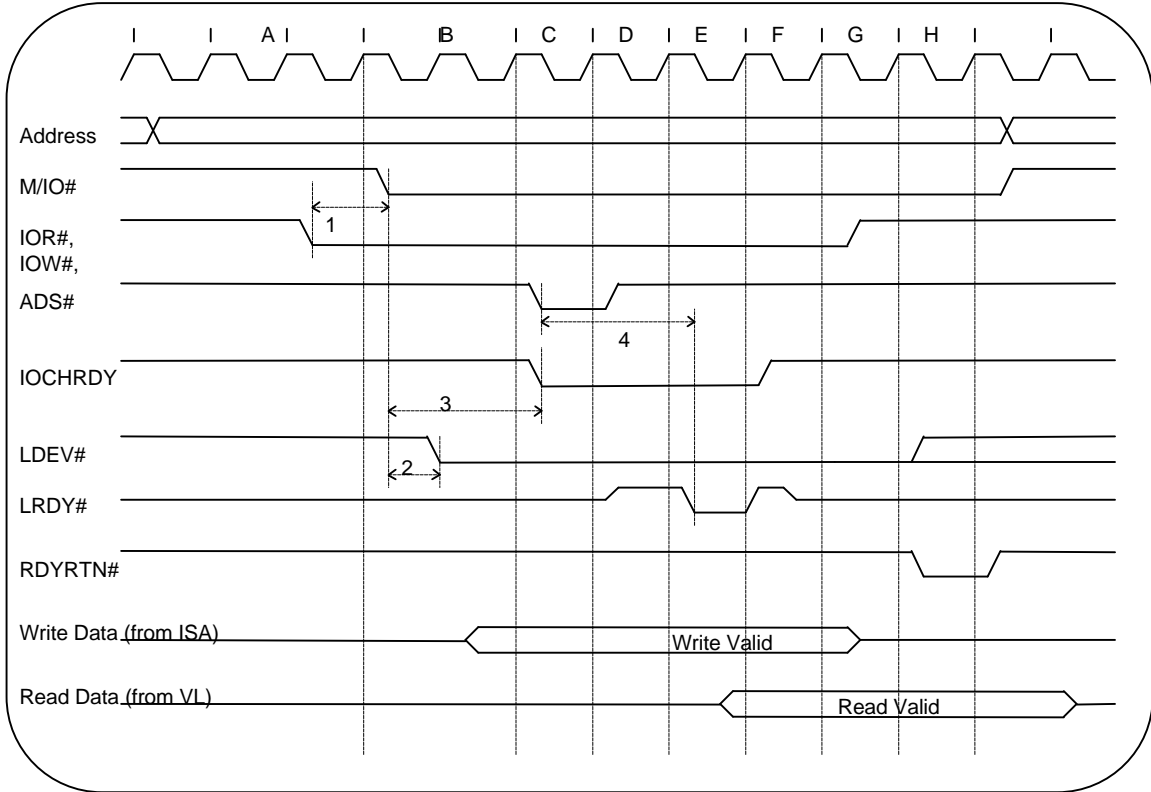 I I A I I B I C I D I E I F I G I H I I
Address
M/IO#
1
IOR#,
IOW#,
ADS#
4
IOCHRDY
3
LDEV#
2
LRDY#
RDYRTN#
Write Data (from ISA)
Write Valid
Read Data (from VL)
Read Valid